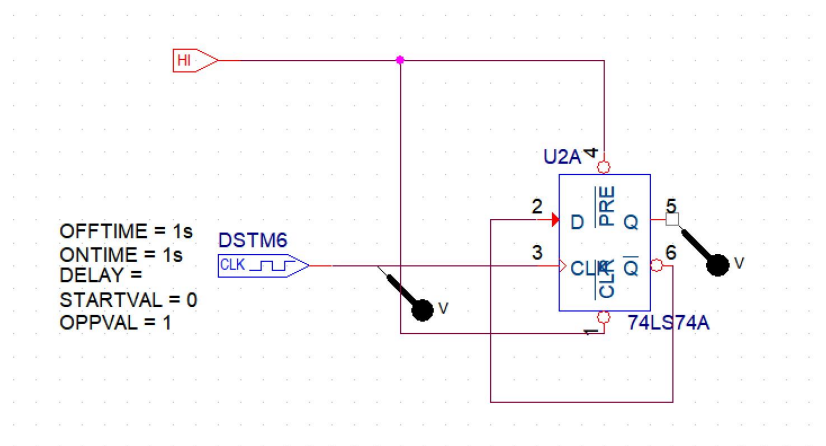 HI
U2A
4
2
D
PRE
Q
5
OFFTIME = 1s
ONTIME = 1s
DELAY =
STARTVAL = 0
OPPVAL = 1
DSTM6
CLK
3
CLK
CLR
Q
6
V
V
1
74LS74A